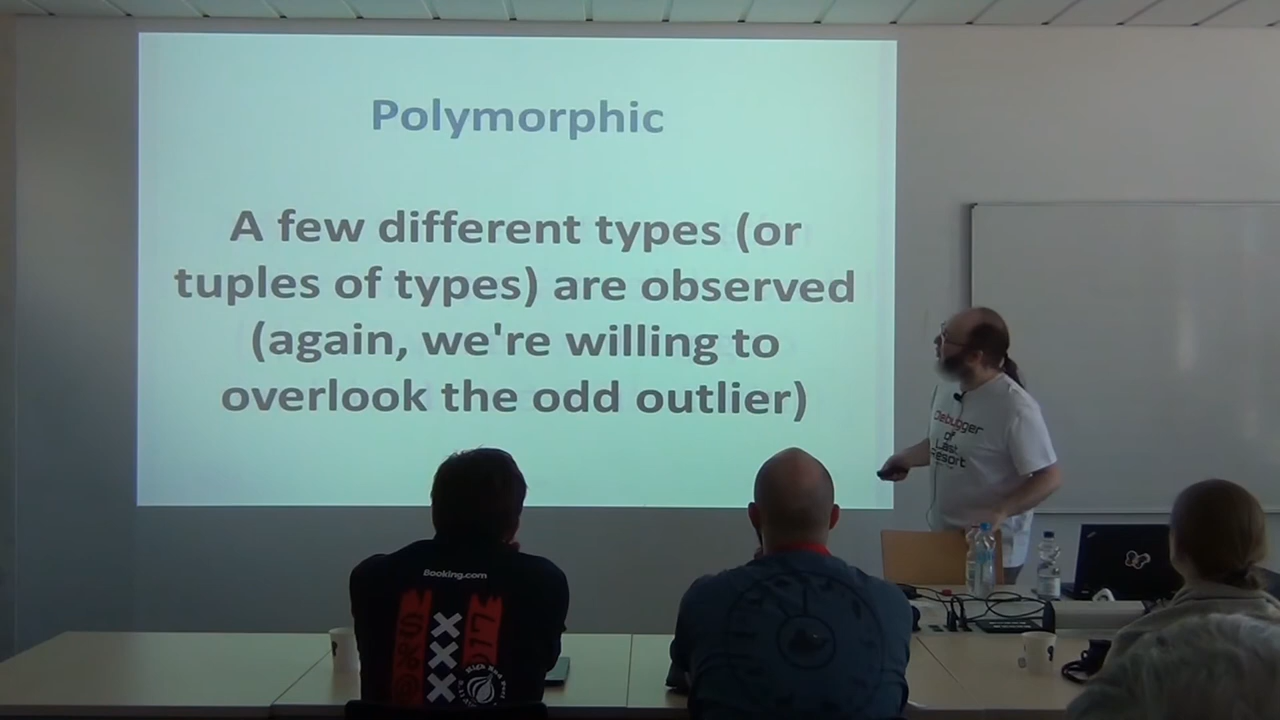 Polymorphic
A few different types (or
tuples of types) are observed
(again, we're willing to
overlook the odd outlier)
Debugger
of
Last
Resort
Booking.com